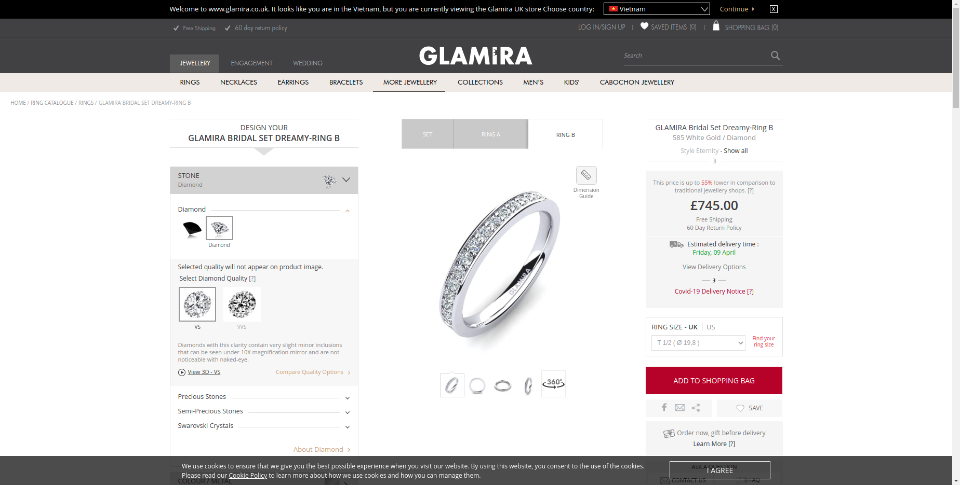 Welcome to www.glamira.co.uk. It looks like you are in the Vietnam, but you are currently viewing the Glamira UK store Choose country: Vietnam Continue
Free Shipping 60 day return policy LOG IN/SIGN UP SAVED ITEMS (0) SHOPPING BAG (0)
GLAMIRA
Search
JEWELLERY ENGAGEMENT WEDDING
RINGS NECKLACES EARRINGS BRACELETS MORE JEWELLERY COLLECTIONS MEN'S KIDS' CABOCHON JEWELLERY
HOME / RING CATALOGUE / RINGS / GLAMIRA BRIDAL SET DREAMY-RING B
DESIGN YOUR
GLAMIRA BRIDAL SET DREAMY-RING B
STONE
Diamond
Diamond
Diamond
Selected quality will not appear on product image.
Select Diamond Quality [?]
VS VVS
Diamonds with this clarity contain very slight minor inclusions
that can be seen under 10X magnification mirror and are not
noticeable with naked-eye.
View 3D - VS Compare Quality Options
Precious Stones
Semi-Precious Stones
Swarovski Crystals
About Diamond
SET RING A RING B
Dimension
Guide
GLAMIRA
360°
GLAMIRA Bridal Set Dreamy-Ring B
585 White Gold / Diamond
Style Eternity - Show all
This price is up to 55% lower in comparison to
traditional jewellery shops. [?]
£745.00
Free Shipping
60 Day Return Policy
Estimated delivery time :
Friday, 09 April
View Delivery Options
Covid-19 Delivery Notice [?]
RING SIZE - UK US
T 1/2 ( Ø 19,8 )
Find your
ring size
ADD TO SHOPPING BAG
SAVE
Order now, gift before delivery
Learn More [?]
We use cookies to ensure that we give you the best possible experience when you visit our website. By using this website, you consent to the use of the cookies.
Please read our Cookie Policy to learn more about how we use cookies and how you can manage them.
I AGREE